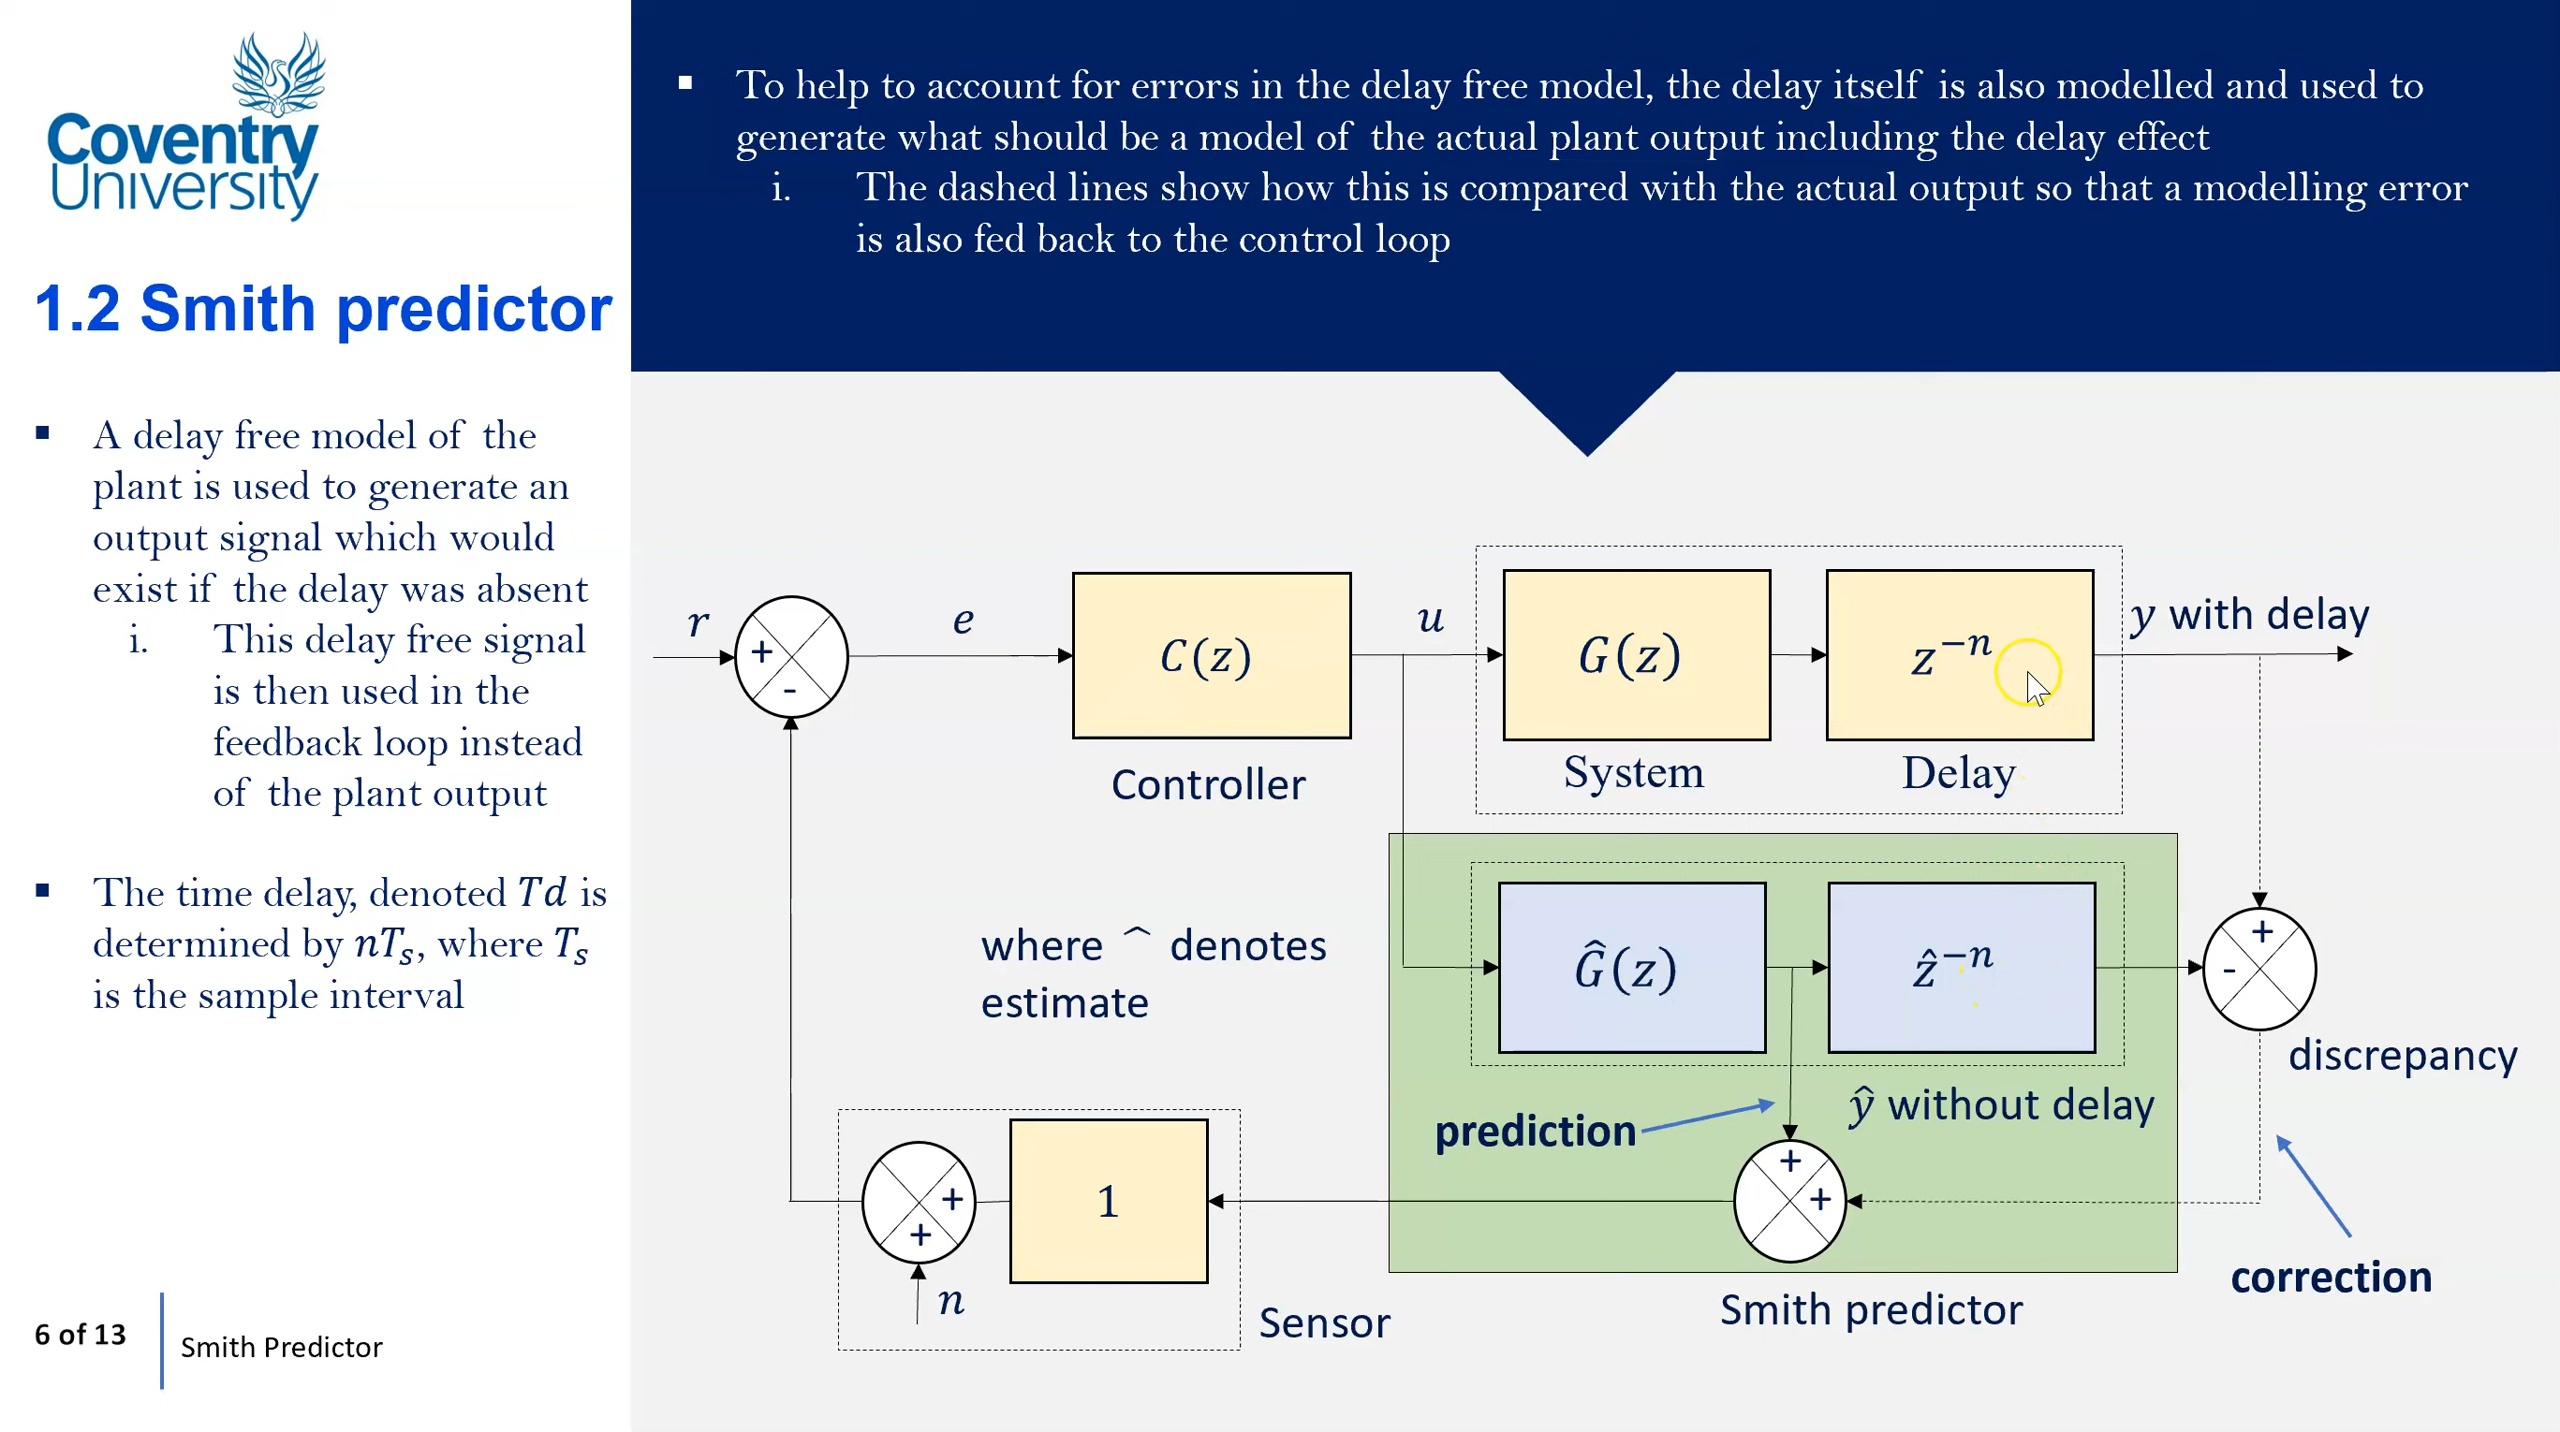 Coventry
University
1.2 Smith predictor
▪ A delay free model of the
plant is used to generate an
output signal which would
exist if the delay was absent
i. This delay free signal
is then used in the
feedback loop instead
of the plant output
▪ The time delay, denoted Td is
determined by nTₛ, where Tₛ
is the sample interval
6 of 13
Smith Predictor
▪ To help to account for errors in the delay free model, the delay itself is also modelled and used to
generate what should be a model of the actual plant output including the delay effect
i. The dashed lines show how this is compared with the actual output so that a modelling error
is also fed back to the control loop
r
+
-
e
C(z)
Controller
u
G(z)
System
z⁻ⁿ
Delay
y with delay
where ^ denotes
estimate
Ĝ(z)
ẑ⁻ⁿ
+
-
discrepancy
prediction
ŷ without delay
+
+
correction
Smith predictor
1
+
+
n
Sensor